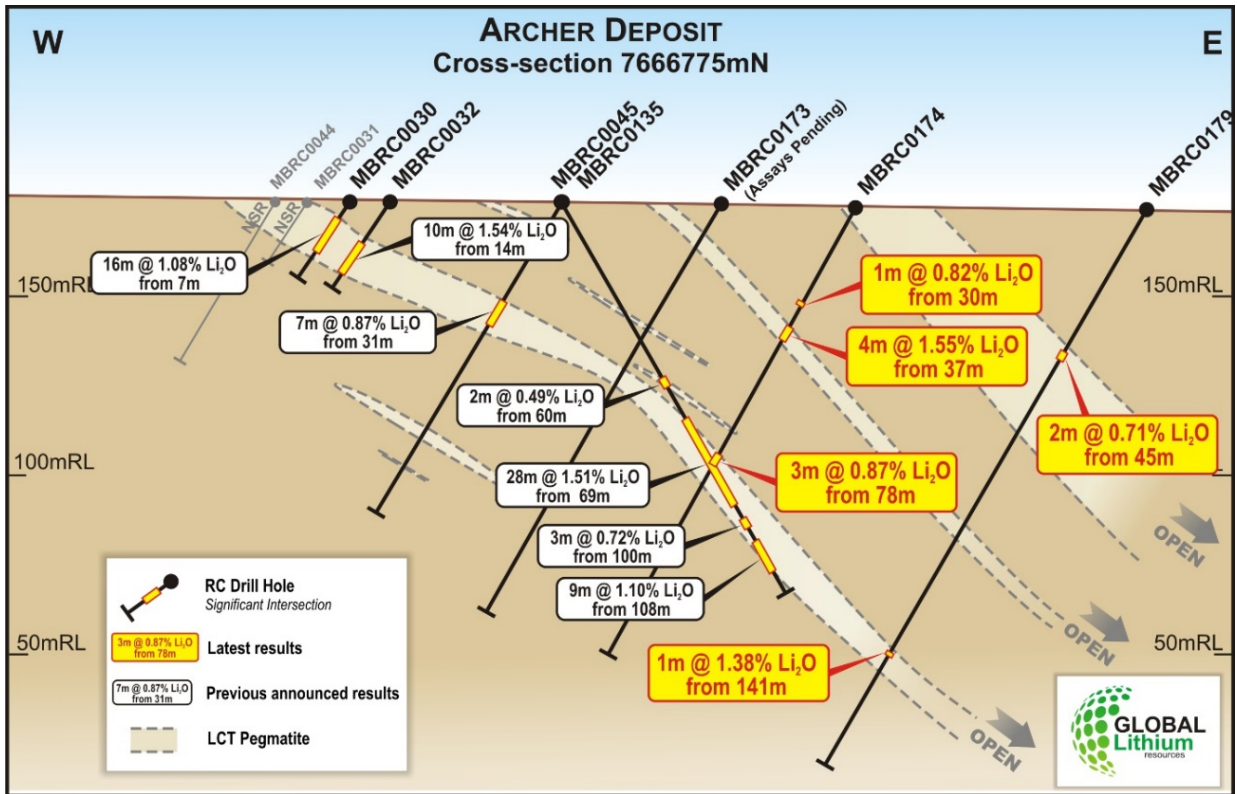 W
ARCHER DEPOSIT
Cross-section 7666775mN
E
MBRC0044
MBRC0031
MBRC0030
MBRC0032
MBRC0045
MBRC0135
MBRC0173
(Assays Pending)
MBRC0174
MBRC0179
NSR
NSR
16m @ 1.08% Li₂O
from 7m
10m @ 1.54% Li₂O
from 14m
150mRL
150mRL
1m @ 0.82% Li₂O
from 30m
7m @ 0.87% Li₂O
from 31m
4m @ 1.55% Li₂O
from 37m
2m @ 0.49% Li₂O
from 60m
2m @ 0.71% Li₂O
from 45m
100mRL
100mRL
28m @ 1.51% Li₂O
from 69m
3m @ 0.87% Li₂O
from 78m
3m @ 0.72% Li₂O
from 100m
OPEN
9m @ 1.10% Li₂O
from 108m
50mRL
50mRL
OPEN
1m @ 1.38% Li₂O
from 141m
OPEN
RC Drill Hole
Significant Intersection
3m @ 0.87% Li₂O
from 78m
Latest results
7m @ 0.87% Li₂O
from 31m
Previous announced results
LCT Pegmatite
GLOBAL
Lithium
resources